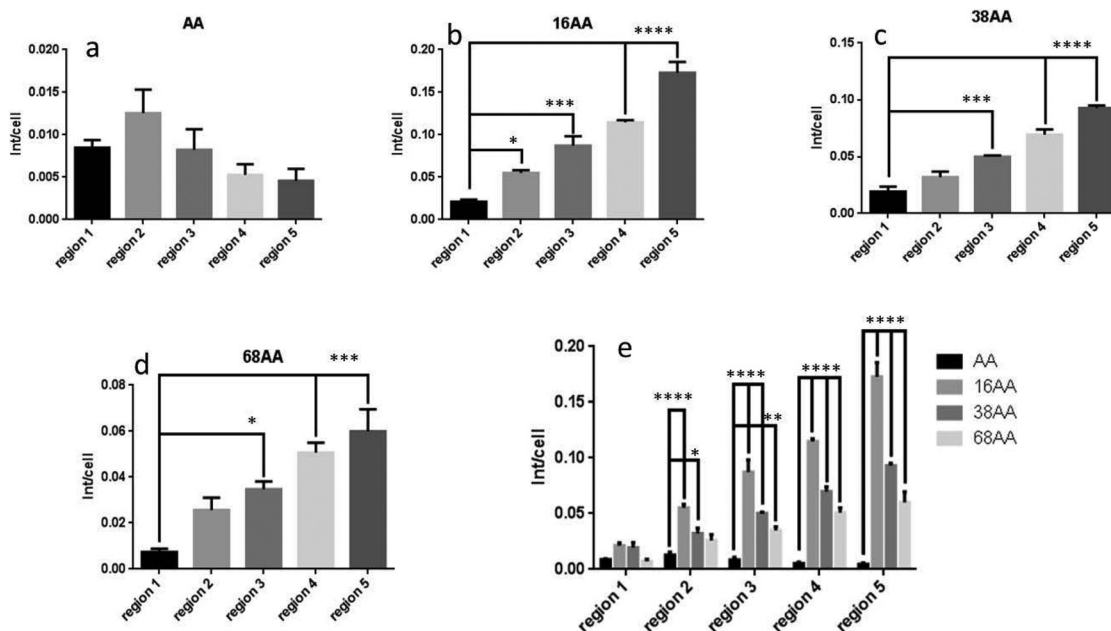 a
AA
Int/cell
0.020
0.015
0.010
0.005
0.000
region 1
region 2
region 3
region 4
region 5
b
16AA
Int/cell
0.20
0.15
0.10
0.05
0.00
****
***
*
region 1
region 2
region 3
region 4
region 5
c
38AA
Int/cell
0.15
0.10
0.05
0.00
****
***
region 1
region 2
region 3
region 4
region 5
d
68AA
Int/cell
0.08
0.06
0.04
0.02
0.00
***
*
region 1
region 2
region 3
region 4
region 5
e
Int/cell
0.20
0.15
0.10
0.05
0.00
****
*
****
**
****
****
region 1
region 2
region 3
region 4
region 5
AA
16AA
38AA
68AA